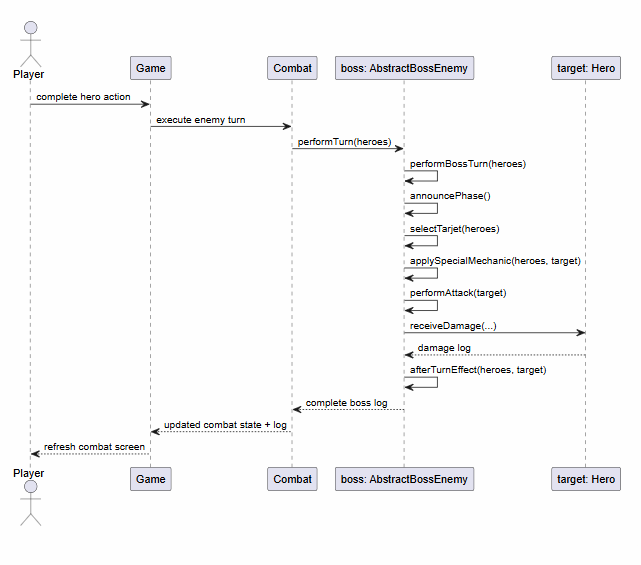 Player
Game
Combat
boss: AbstractBossEnemy
target: Hero
complete hero action
execute enemy turn
performTurn(heroes)
performBossTurn(heroes)
announcePhase()
selectTarjet(heroes)
applySpecialMechanic(heroes, target)
performAttack(target)
receiveDamage(...)
damage log
afterTurnEffect(heroes, target)
complete boss log
updated combat state + log
refresh combat screen
Player
Game
Combat
boss: AbstractBossEnemy
target: Hero